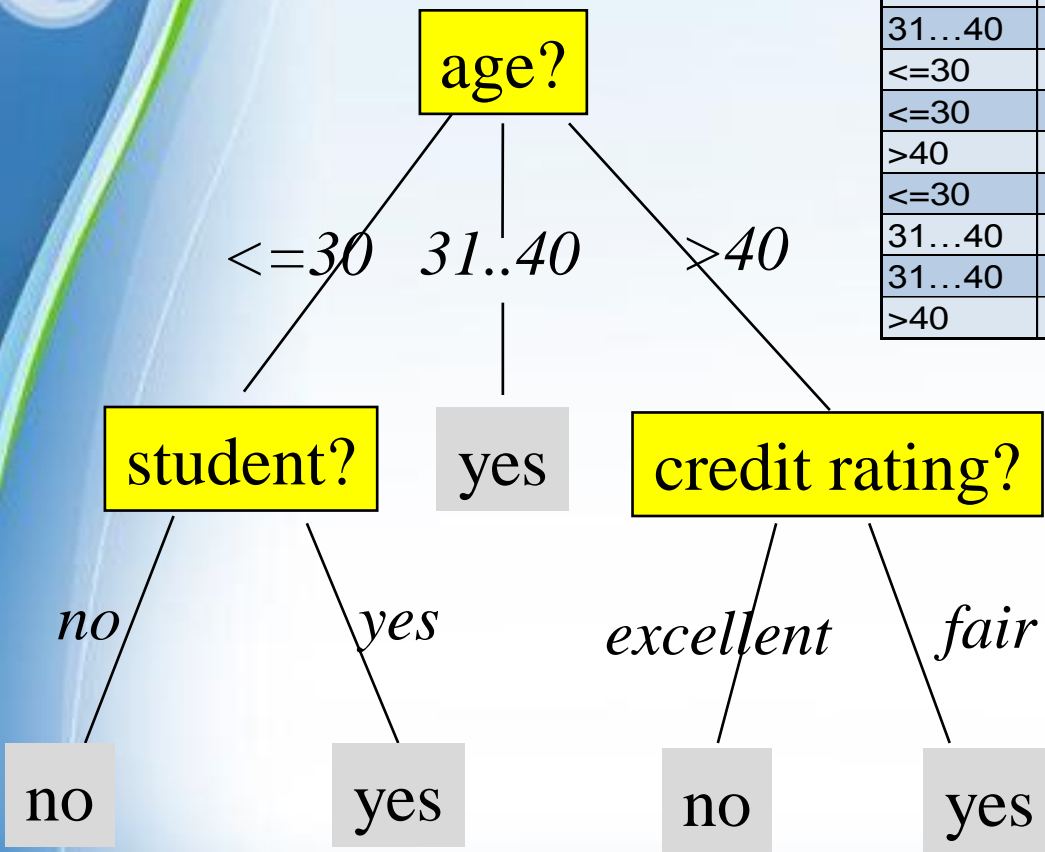 age?
<=30
31..40
>40
student?
yes
credit rating?
no
yes
excellent
fair
no
yes
no
yes
31…40
<=30
<=30
>40
<=30
31…40
31…40
>40